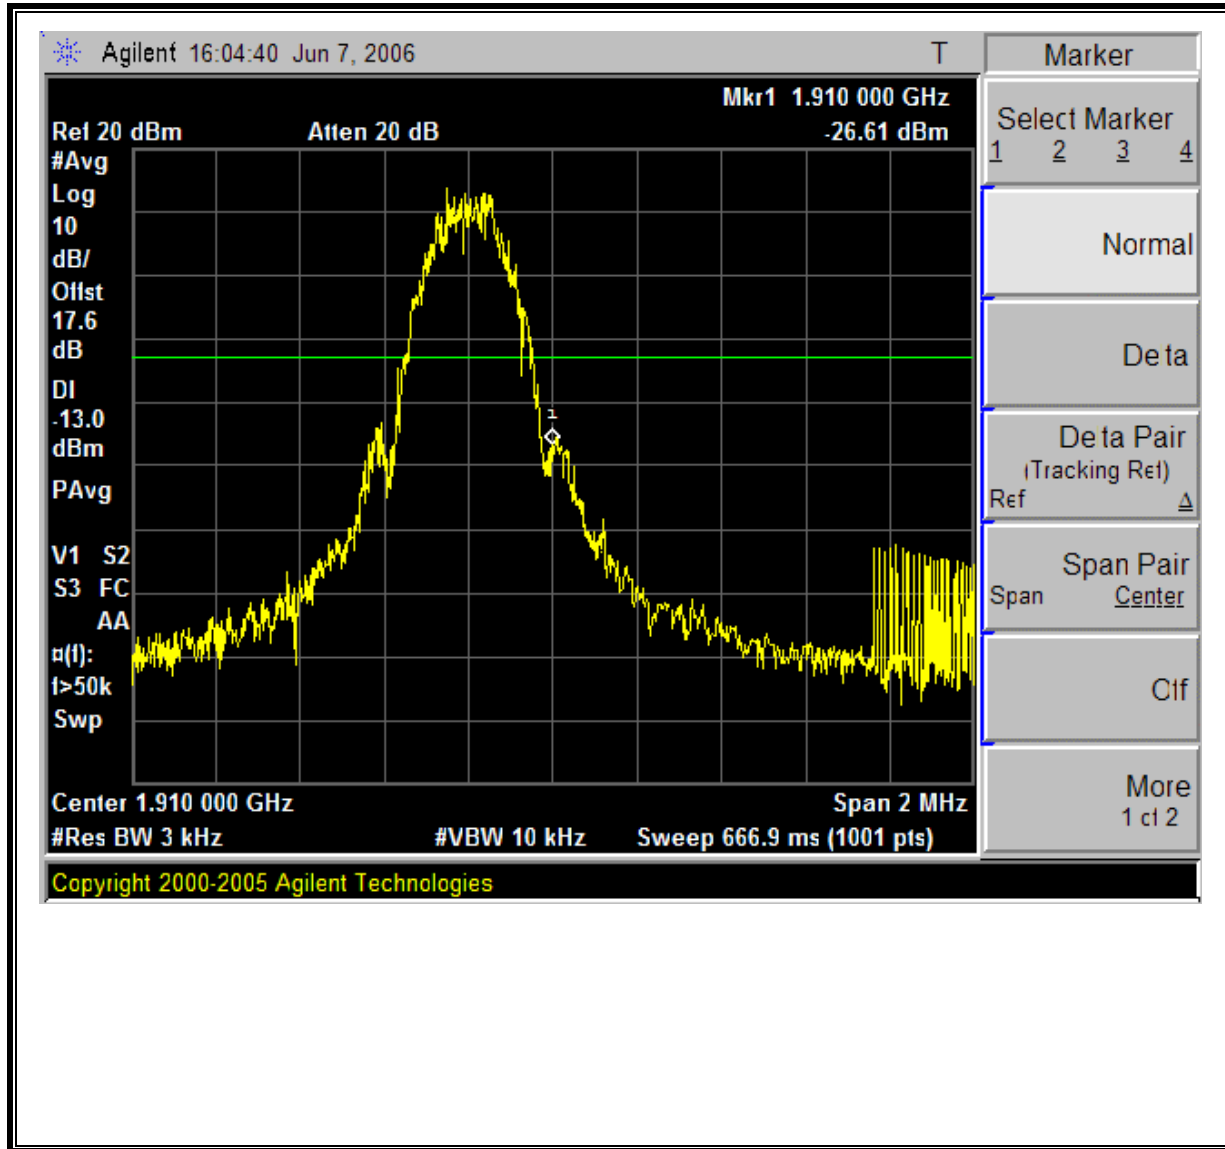 Agilent 16:04:40 Jun 7, 2006 T
Mkr1 1.910 000 GHz
Ref 20 dBm Atten 20 dB -26.61 dBm
#Avg
Log
10
dB/
Offst
17.6
dB
DI
-13.0
dBm
PAvg
V1 S2
S3 FC
AA
¤(f):
f>50k
Swp
1
Center 1.910 000 GHz Span 2 MHz
#Res BW 3 kHz #VBW 10 kHz Sweep 666.9 ms (1001 pts)
Copyright 2000-2005 Agilent Technologies
Marker
Select Marker
1 2 3 4
Normal
Delta
Delta Pair
(Tracking Ref)
Ref Δ
Span Pair
Span Center
Off
More
1 of 2